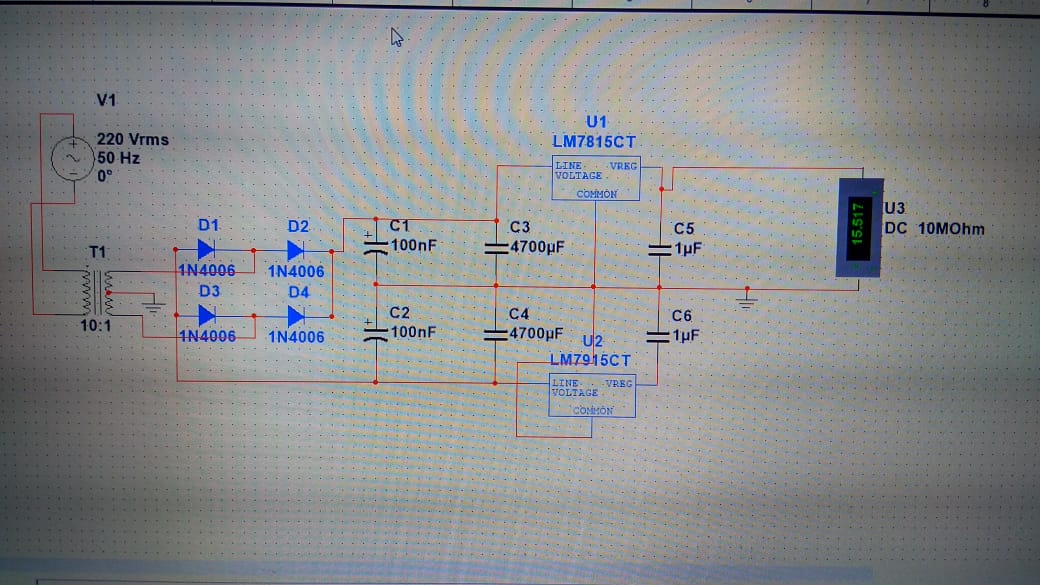 V1
220 Vrms
50 Hz
0°
T1
10:1
D1
1N4006
D2
1N4006
D3
1N4006
D4
1N4006
C1
100nF
C2
100nF
C3
4700µF
C4
4700µF
U1
LM7815CT
LINE VREG
VOLTAGE
COMMON
U2
LM7915CT
LINE VREG
VOLTAGE
COMMON
C5
1µF
C6
1µF
15.517
U3
DC 10MOhm